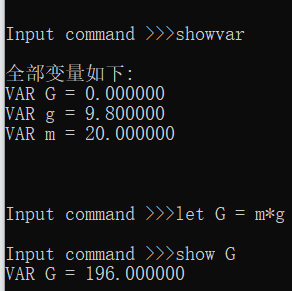 Input command >>>showvar
全部变量如下:
VAR G = 0.000000
VAR g = 9.800000
VAR m = 20.000000
Input command >>>let G = m*g
Input command >>>show G
VAR G = 196.000000